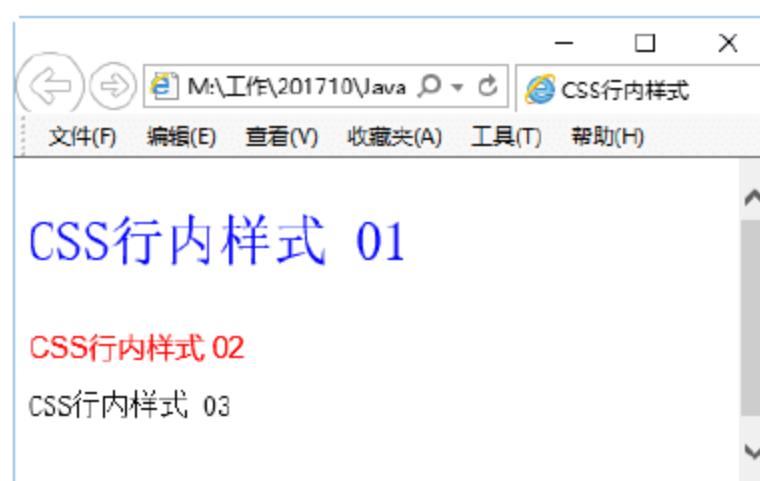 M:\工作\201710\Java
CSS行内样式
文件(F) 编辑(E) 查看(V) 收藏夹(A) 工具(T) 帮助(H)
CSS行内样式 01
CSS行内样式 02
CSS行内样式 03